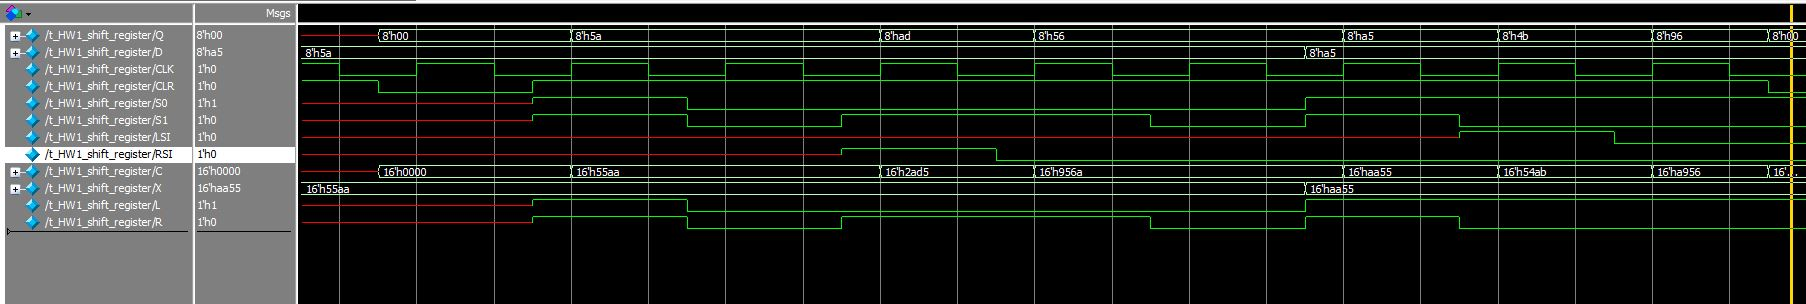 Msgs
/t_HW1_shift_register/Q 8'h00 8'h00 8'h5a 8'had 8'h56 8'ha5 8'h4b 8'h96 8'h00
/t_HW1_shift_register/D 8'ha5 8'h5a 8'ha5
/t_HW1_shift_register/CLK 1'h0
/t_HW1_shift_register/CLR 1'h0
/t_HW1_shift_register/S0 1'h1
/t_HW1_shift_register/S1 1'h0
/t_HW1_shift_register/LSI 1'h0
/t_HW1_shift_register/RSI 1'h0
/t_HW1_shift_register/C 16'h0000 16'h0000 16'h55aa 16'h2ad5 16'h956a 16'haa55 16'h54ab 16'ha956 16'...
/t_HW1_shift_register/X 16'haa55 16'h55aa 16'haa55
/t_HW1_shift_register/L 1'h1
/t_HW1_shift_register/R 1'h0